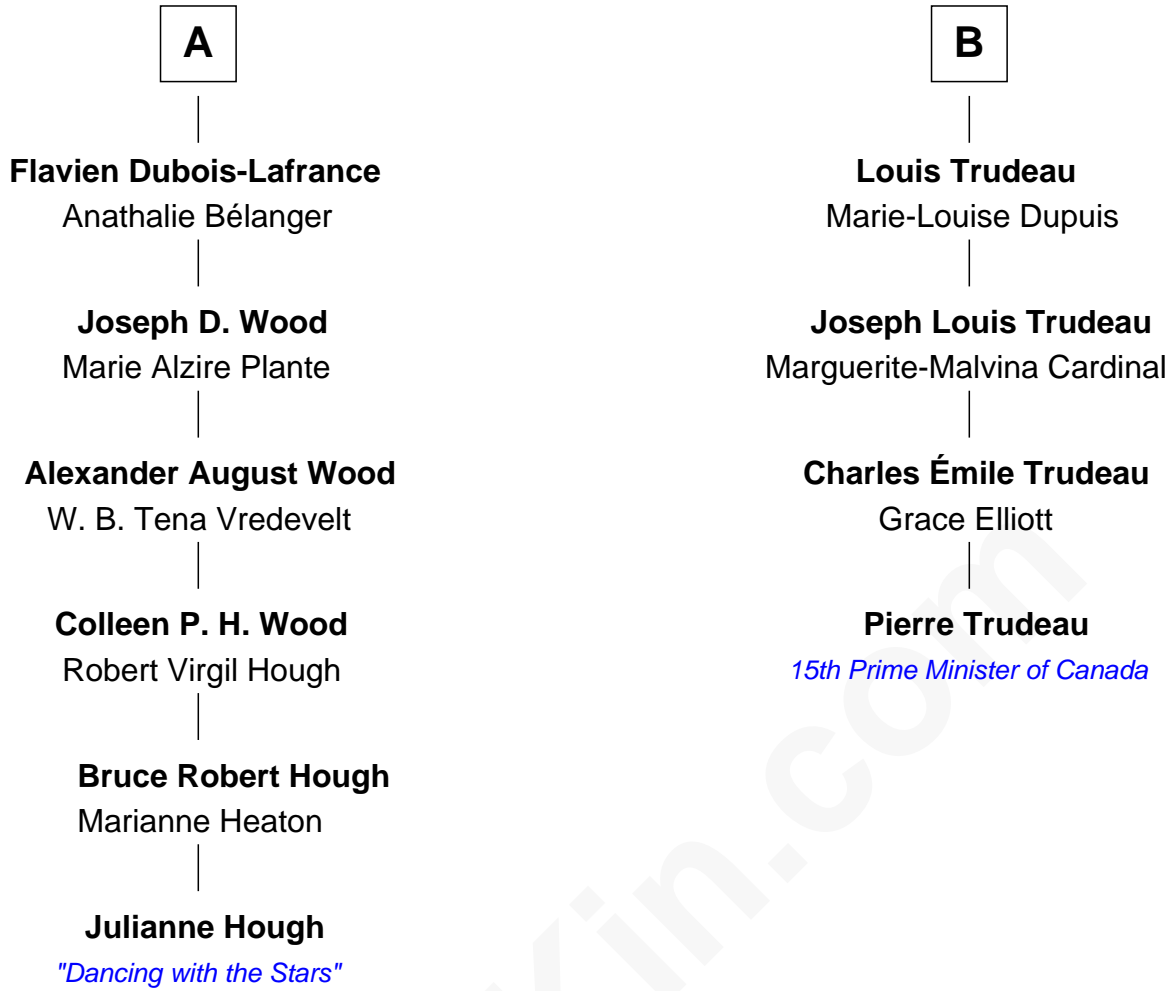 A
Flavien Dubois-Lafrance
Anathalie Bélanger
Joseph D. Wood
Marie Alzire Plante
Alexander August Wood
W. B. Tena Vredevelt
Colleen P. H. Wood
Robert Virgil Hough
Bruce Robert Hough
Marianne Heaton
Julianne Hough
"Dancing with the Stars"
B
Louis Trudeau
Marie-Louise Dupuis
Joseph Louis Trudeau
Marguerite-Malvina Cardinal
Charles Émile Trudeau
Grace Elliott
Pierre Trudeau
15th Prime Minister of Canada
Kin.com